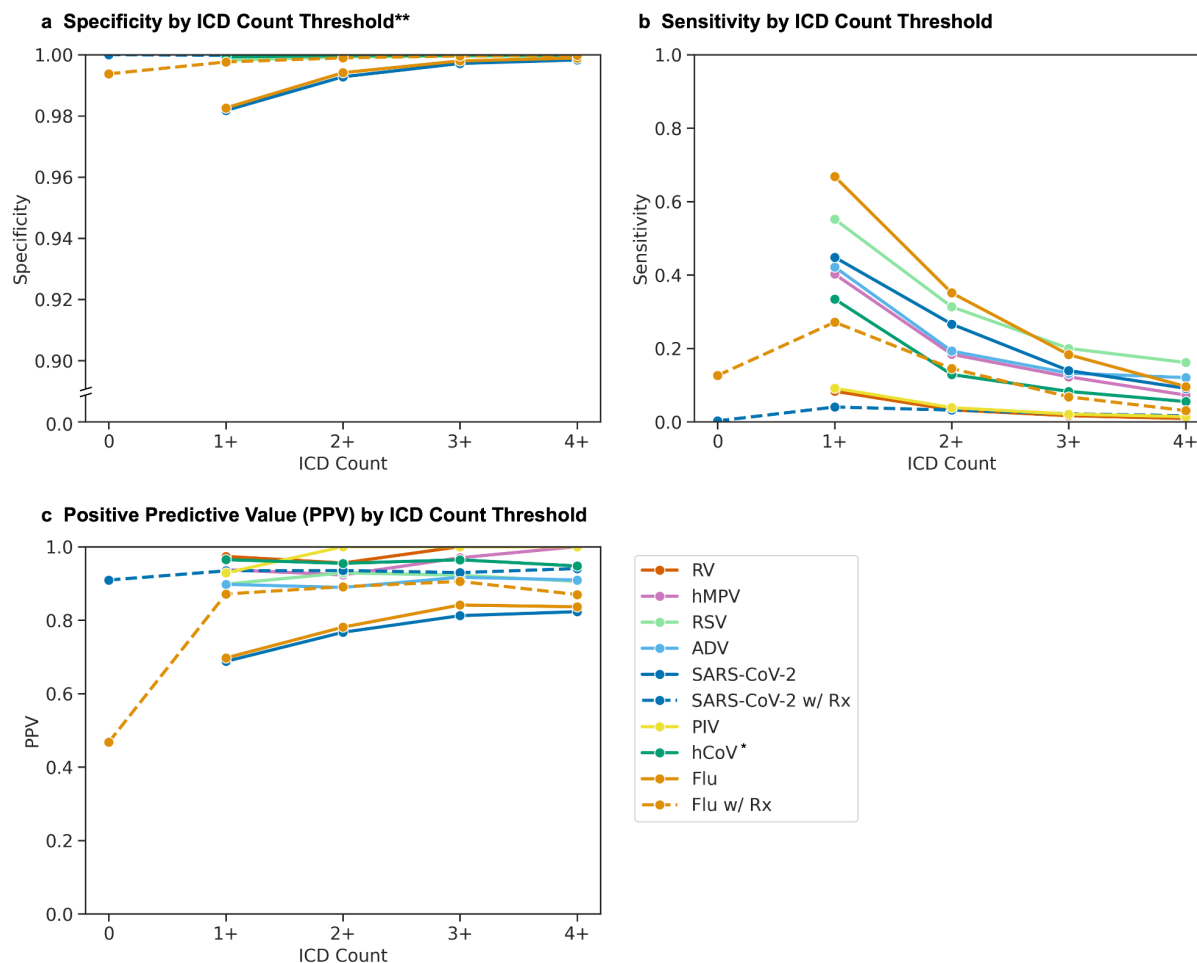 a Specificity by ICD Count Threshold**
1.00
0.98
0.96
0.94
0.92
0.90
0.0
Specificity
0 1+ 2+ 3+ 4+
ICD Count
b Sensitivity by ICD Count Threshold
1.0
0.8
0.6
0.4
0.2
0.0
Sensitivity
0 1+ 2+ 3+ 4+
ICD Count
c Positive Predictive Value (PPV) by ICD Count Threshold
1.0
0.8
0.6
0.4
0.2
0.0
PPV
0 1+ 2+ 3+ 4+
ICD Count
RV
hMPV
RSV
ADV
SARS-CoV-2
SARS-CoV-2 w/ Rx
PIV
hCoV*
Flu
Flu w/ Rx